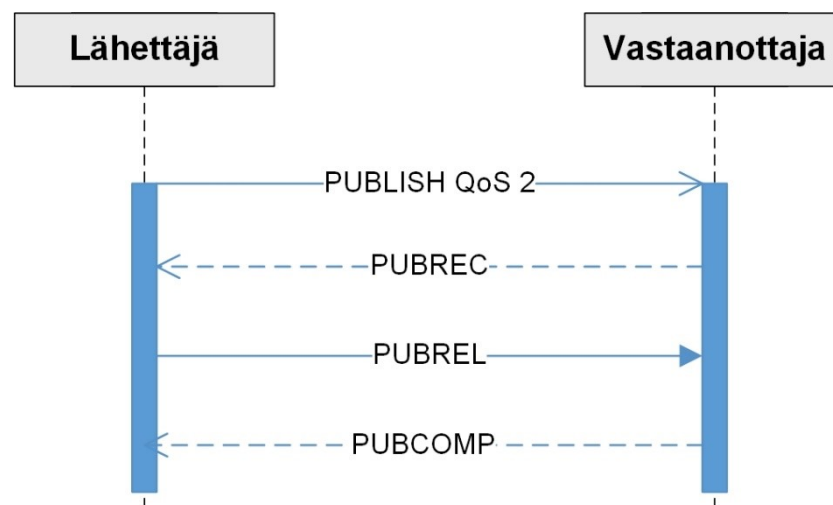 Lähettäjä
Vastaanottaja
PUBLISH QoS 2
PUBREC
PUBREL
PUBCOMP